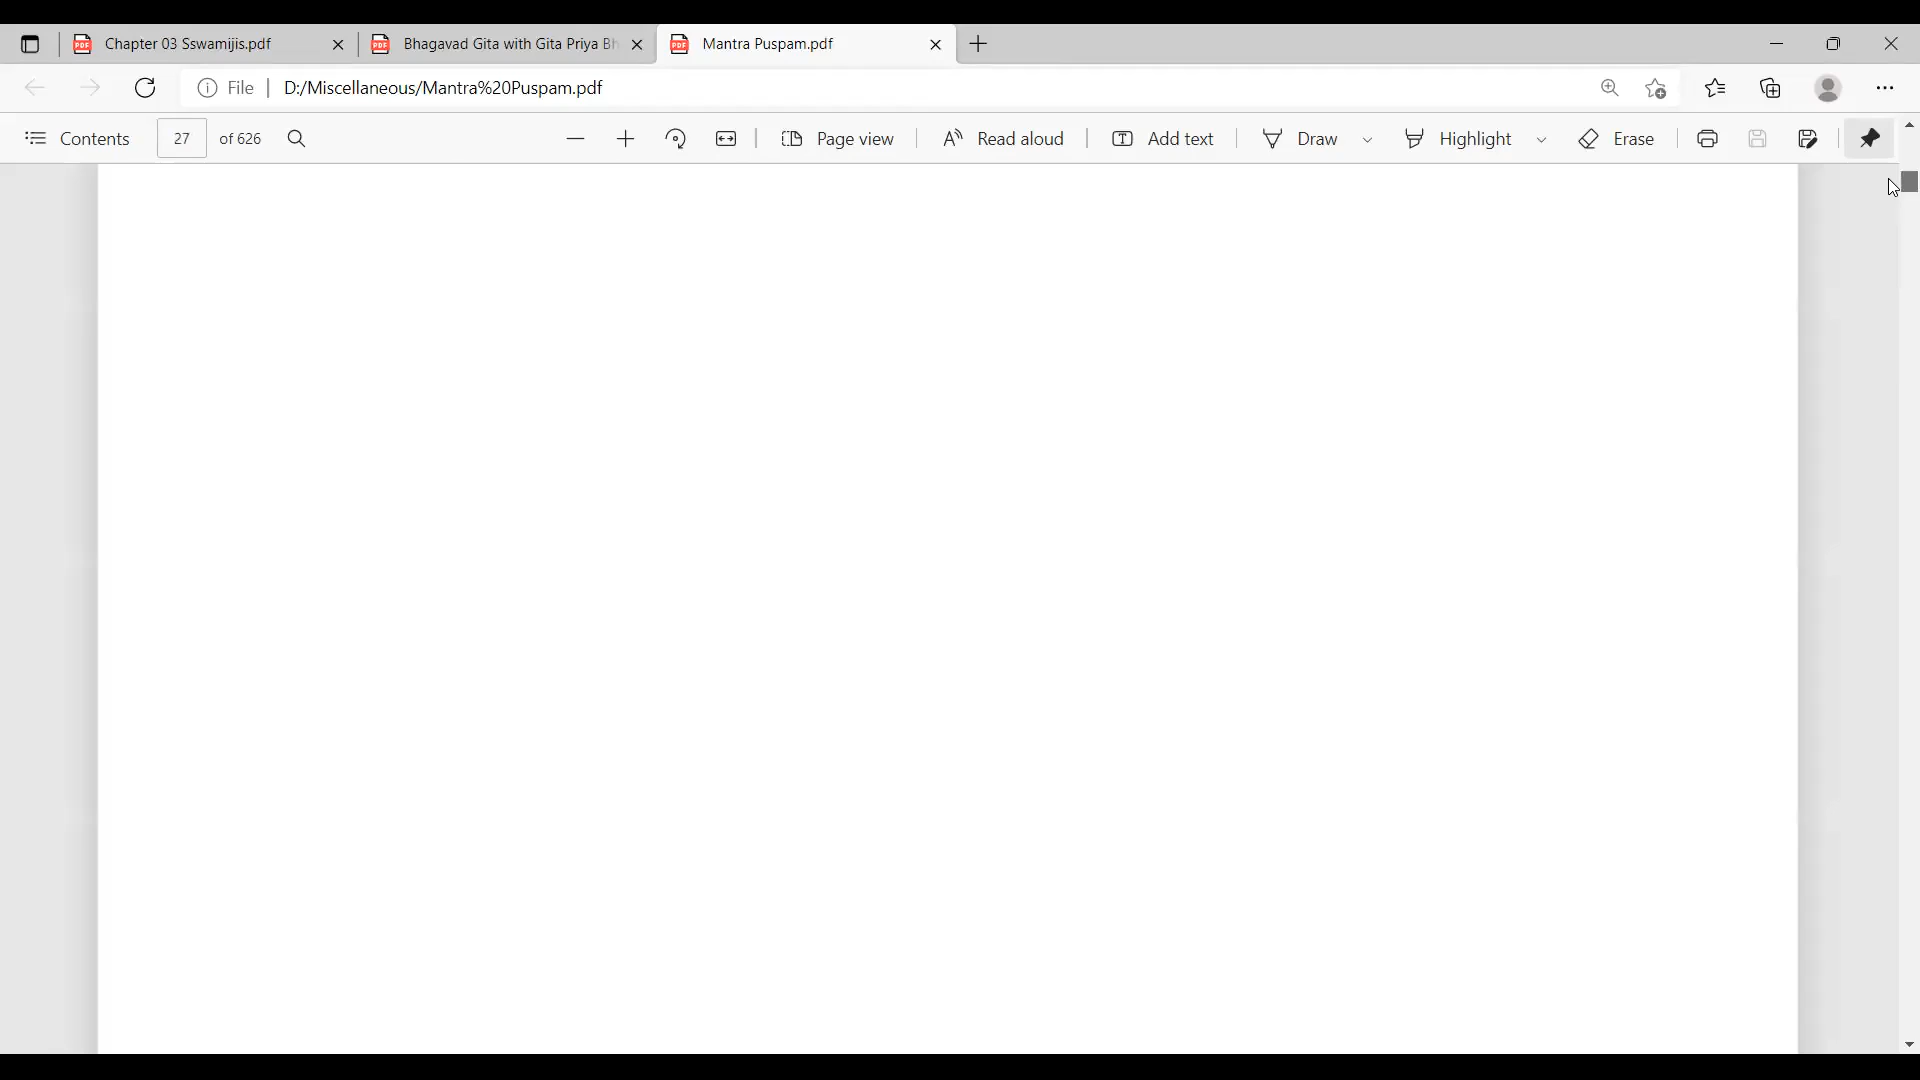 Chapter 03 Sswamijis.pdf
Bhagavad Gita with Gita Priya Bh
Mantra Puspam.pdf
File
D:/Miscellaneous/Mantra%20Puspam.pdf
Contents
27
of 626
Page view
Read aloud
Add text
Draw
Highlight
Erase